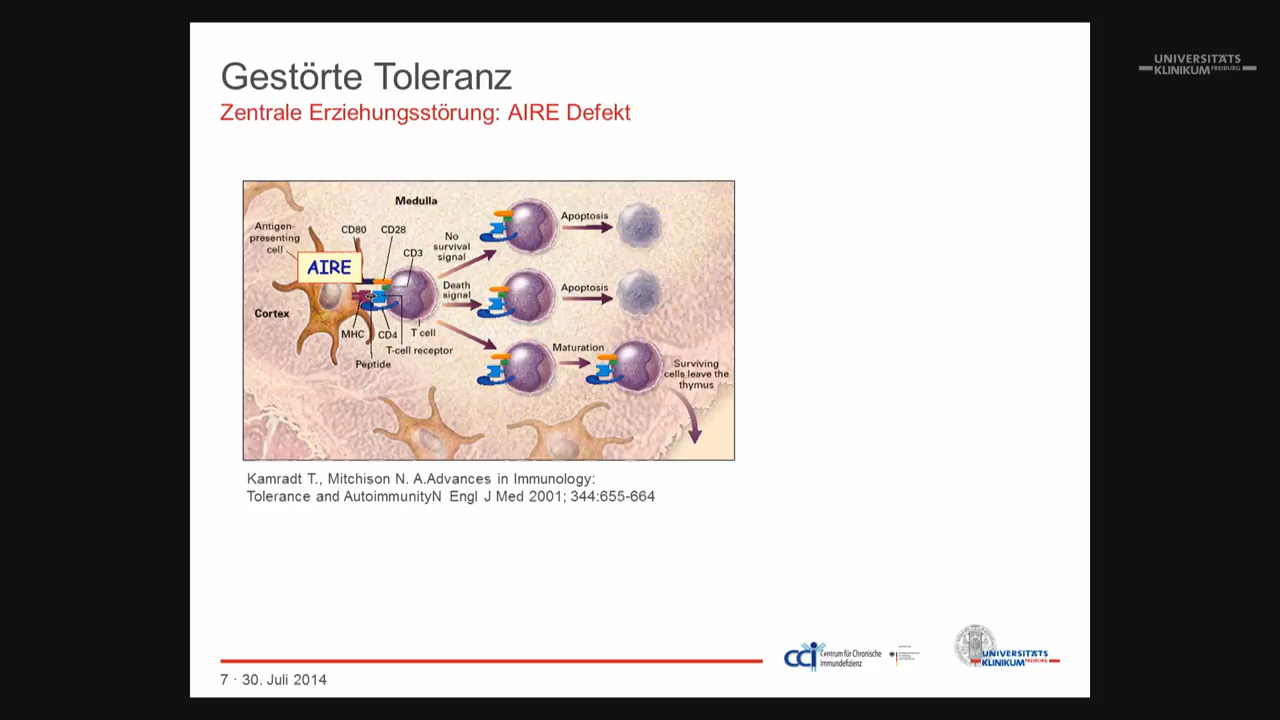 Gestörte Toleranz
Zentrale Erziehungsstörung: AIRE Defekt
UNIVERSITÄTS
KLINIKUM FREIBURG
Medulla
Antigen-
presenting
cell
CD80
CD28
CD3
AIRE
Cortex
MHC
CD4
T cell
T-cell receptor
Peptide
No
survival
signal
Apoptosis
Death
signal
Apoptosis
Maturation
Surviving
cells leave the
thymus
Kamradt T., Mitchison N. A.Advances in Immunology:
Tolerance and AutoimmunityN Engl J Med 2001; 344:655-664
7 · 30. Juli 2014
cci
Centrum für Chronische
Immundefizienz
UNIVERSITÄTS
KLINIKUM FREIBURG